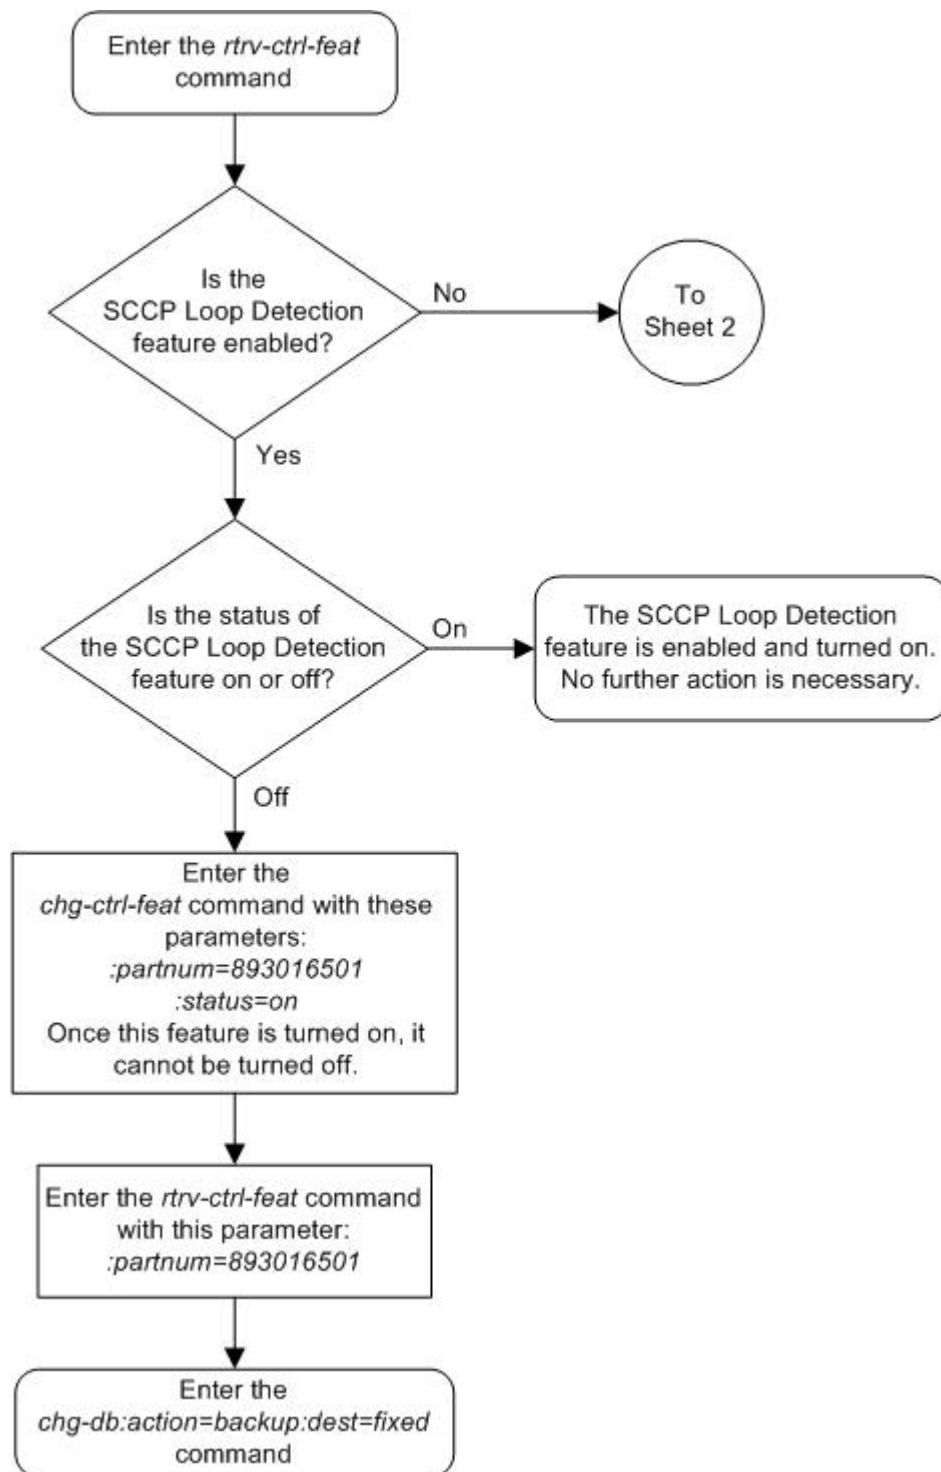 Enter the rtrv-ctrl-feat
command
Is the
SCCP Loop Detection
feature enabled?
No
To
Sheet 2
Yes
Is the status of
the SCCP Loop Detection
feature on or off?
On
The SCCP Loop Detection
feature is enabled and turned on.
No further action is necessary.
Off
Enter the
chg-ctrl-feat command with these
parameters:
:partnum=893016501
:status=on
Once this feature is turned on, it
cannot be turned off.
Enter the rtrv-ctrl-feat command
with this parameter:
:partnum=893016501
Enter the
chg-db:action=backup:dest=fixed
command